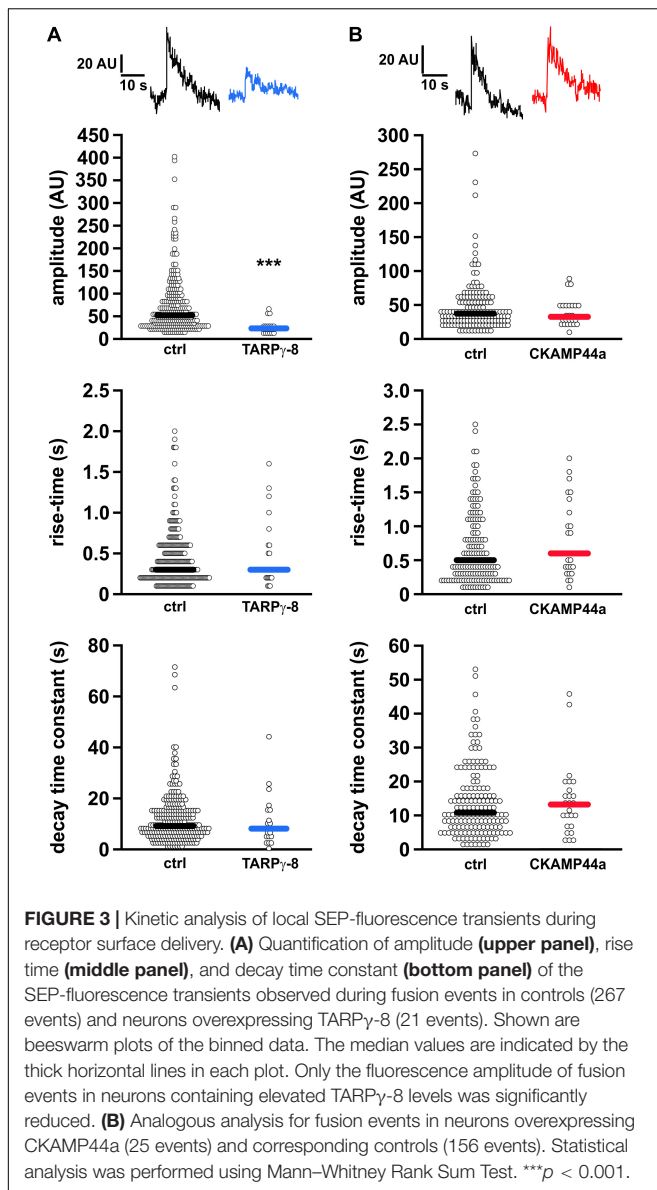 A
20 AU
10 s
B
20 AU
10 s
450
400
350
300
250
200
150
100
50
0
amplitude (AU)
***
ctrl
TARPγ-8
300
250
200
150
100
50
0
amplitude (AU)
ctrl
CKAMP44a
2.5
2.0
1.5
1.0
0.5
0
rise-time (s)
ctrl
TARPγ-8
3.0
2.5
2.0
1.5
1.0
0.5
0
rise-time (s)
ctrl
CKAMP44a
80
60
40
20
0
decay time constant (s)
ctrl
TARPγ-8
60
50
40
30
20
10
0
decay time constant (s)
ctrl
CKAMP44a
FIGURE 3 | Kinetic analysis of local SEP-fluorescence transients during
receptor surface delivery. (A) Quantification of amplitude (upper panel), rise
time (middle panel), and decay time constant (bottom panel) of the
SEP-fluorescence transients observed during fusion events in controls (267
events) and neurons overexpressing TARPγ-8 (21 events). Shown are
beeswarm plots of the binned data. The median values are indicated by the
thick horizontal lines in each plot. Only the fluorescence amplitude of fusion
events in neurons containing elevated TARPγ-8 levels was significantly
reduced. (B) Analogous analysis for fusion events in neurons overexpressing
CKAMP44a (25 events) and corresponding controls (156 events). Statistical
analysis was performed using Mann–Whitney Rank Sum Test. ***p < 0.001.